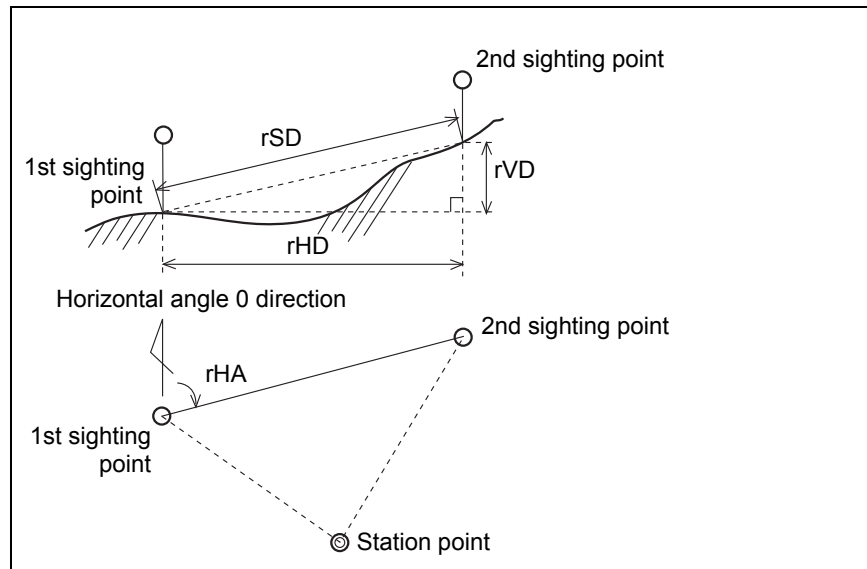 2nd sighting point
rSD
1st sighting
point
rVD
rHD
Horizontal angle 0 direction
2nd sighting point
rHA
1st sighting
point
Station point